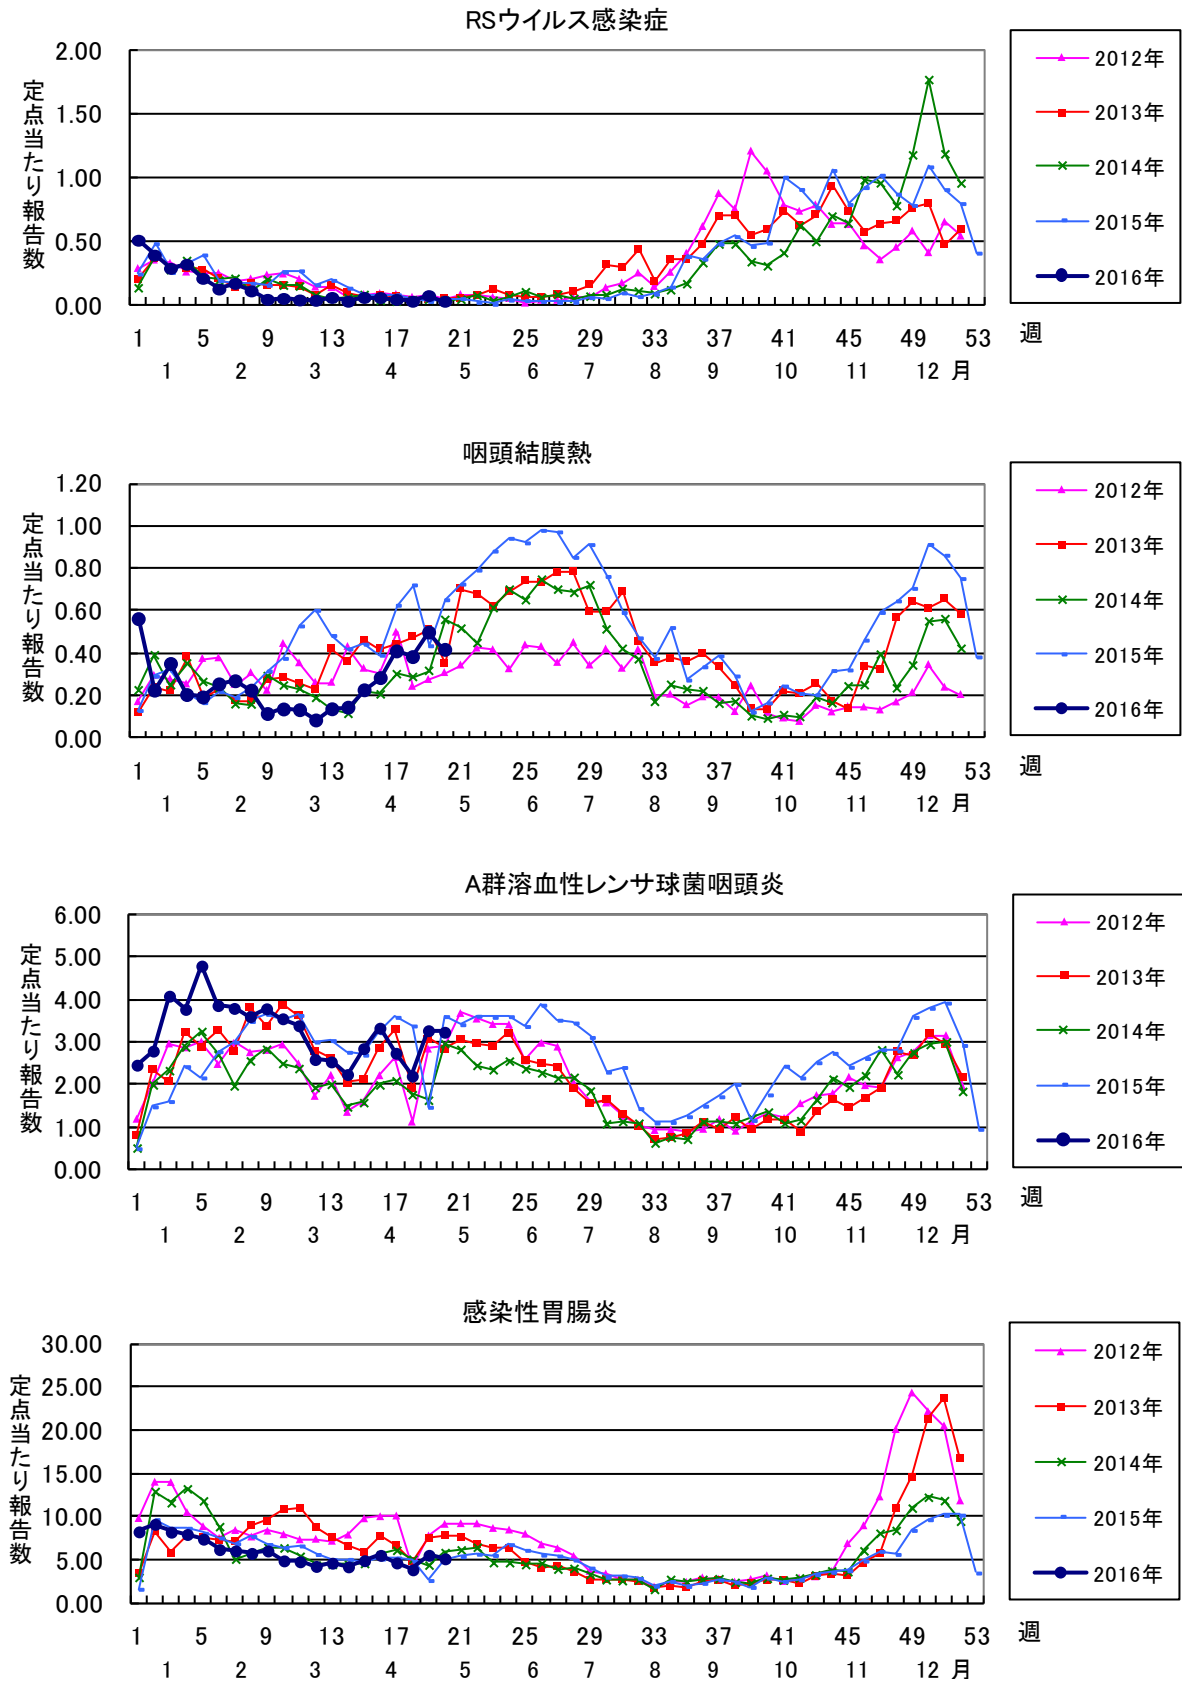 RSウイルス感染症
定点当たり報告数
2.00
1.50
1.00
0.50
0.00
1 5 9 13 17 21 25 29 33 37 41 45 49 53 週
1 2 3 4 5 6 7 8 9 10 11 12 月
2012年
2013年
2014年
2015年
2016年
咽頭結膜熱
定点当たり報告数
1.20
1.00
0.80
0.60
0.40
0.20
0.00
1 5 9 13 17 21 25 29 33 37 41 45 49 53 週
1 2 3 4 5 6 7 8 9 10 11 12 月
2012年
2013年
2014年
2015年
2016年
A群溶血性レンサ球菌咽頭炎
定点当たり報告数
6.00
5.00
4.00
3.00
2.00
1.00
0.00
1 5 9 13 17 21 25 29 33 37 41 45 49 53 週
1 2 3 4 5 6 7 8 9 10 11 12 月
2012年
2013年
2014年
2015年
2016年
感染性胃腸炎
定点当たり報告数
30.00
25.00
20.00
15.00
10.00
5.00
0.00
1 5 9 13 17 21 25 29 33 37 41 45 49 53 週
1 2 3 4 5 6 7 8 9 10 11 12 月
2012年
2013年
2014年
2015年
2016年